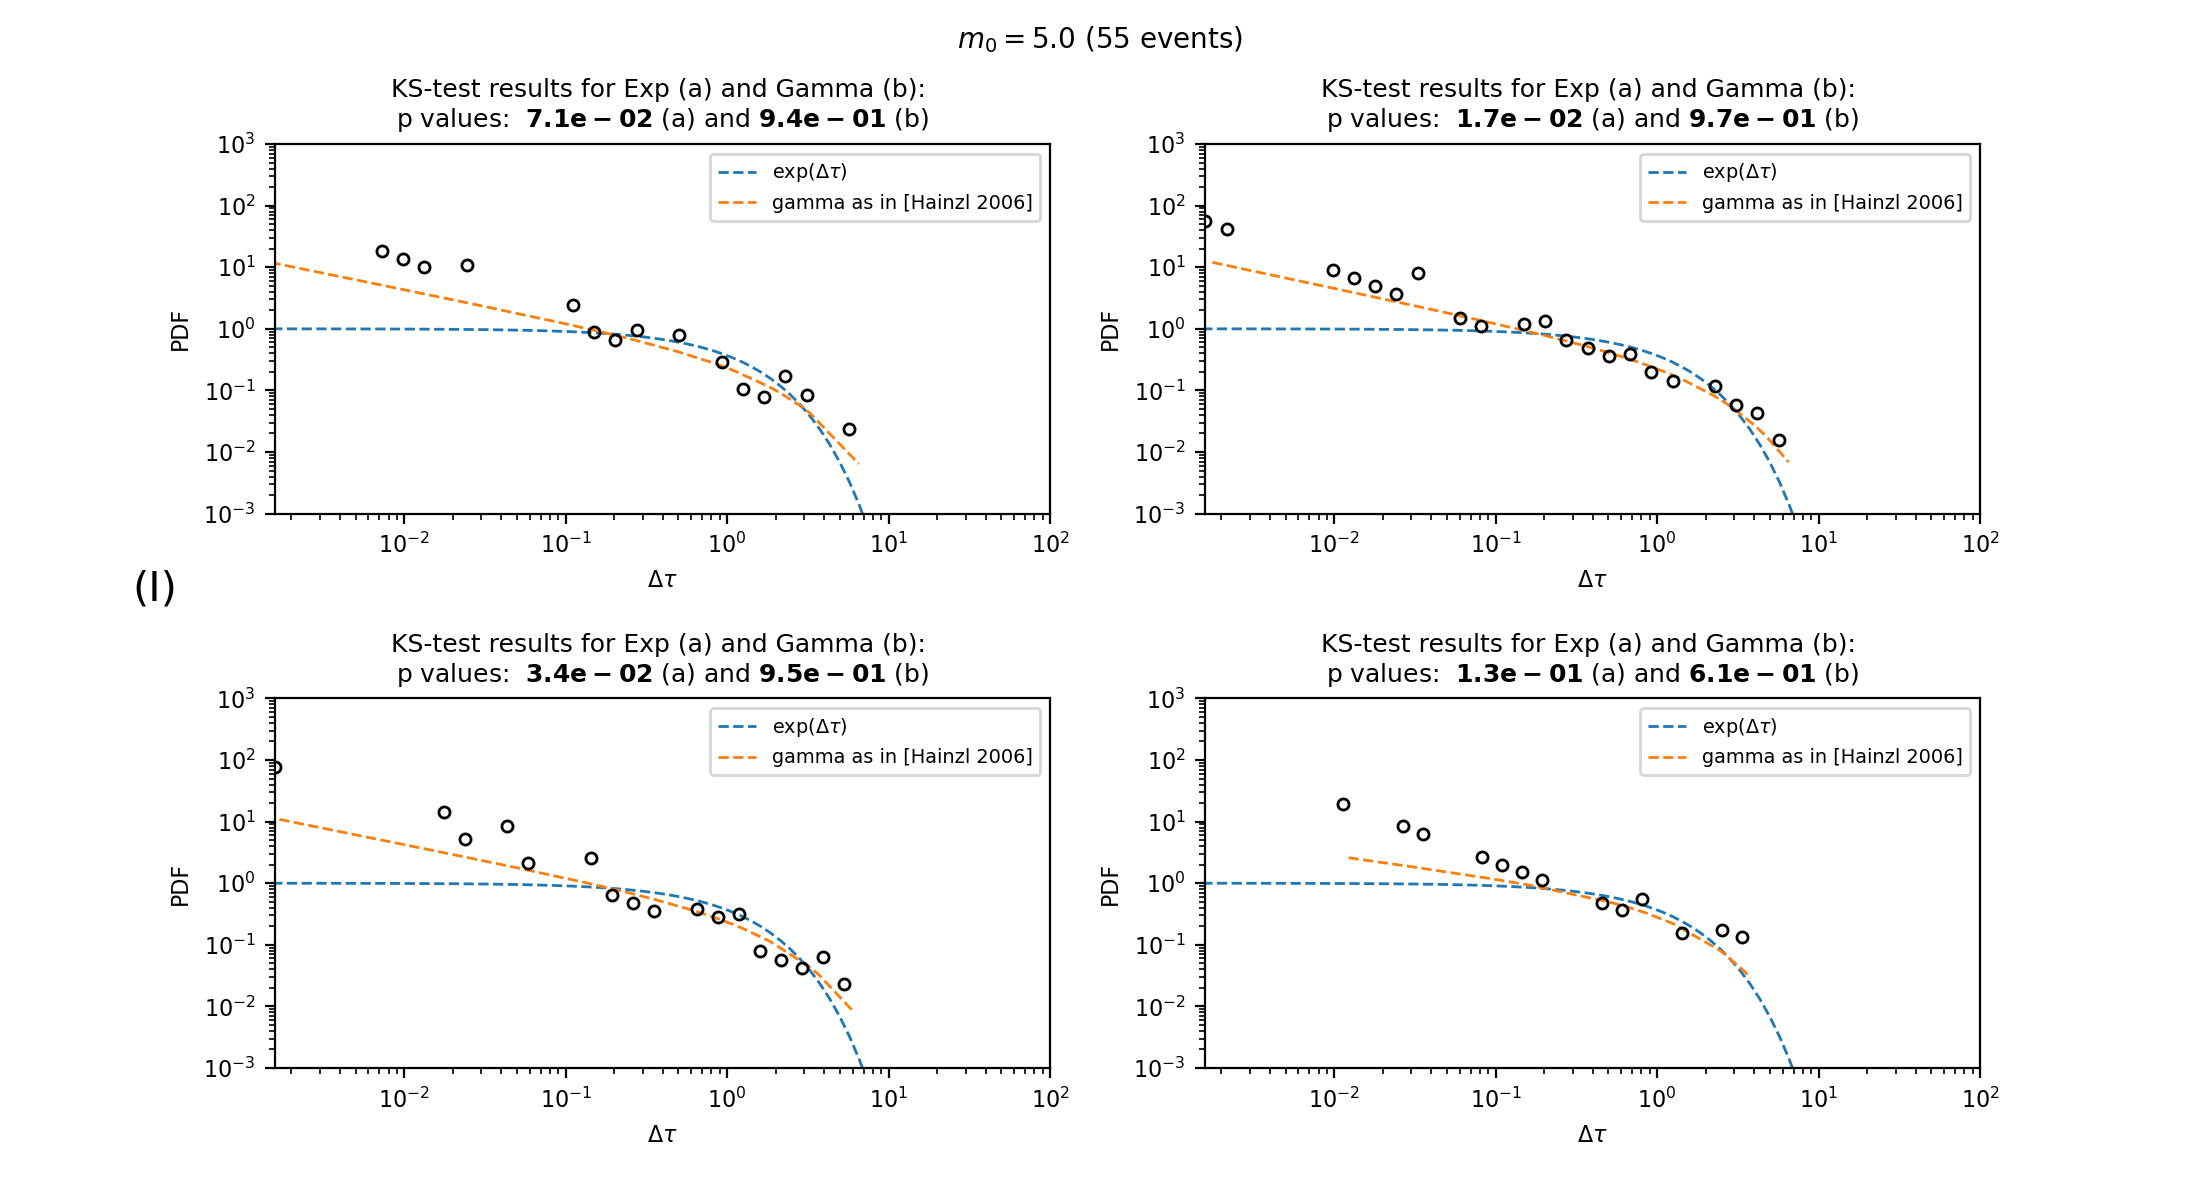 m₀ = 5.0 (55 events)
KS-test results for Exp (a) and Gamma (b):
p values: 7.1e − 02 (a) and 9.4e − 01 (b)
10³
10²
10¹
10⁰
10⁻¹
10⁻²
10⁻³
PDF
exp(Δτ)
gamma as in [Hainzl 2006]
10⁻²
10⁻¹
10⁰
10¹
10²
Δτ
KS-test results for Exp (a) and Gamma (b):
p values: 1.7e − 02 (a) and 9.7e − 01 (b)
10³
10²
10¹
10⁰
10⁻¹
10⁻²
10⁻³
PDF
exp(Δτ)
gamma as in [Hainzl 2006]
10⁻²
10⁻¹
10⁰
10¹
10²
Δτ
(I)
KS-test results for Exp (a) and Gamma (b):
p values: 3.4e − 02 (a) and 9.5e − 01 (b)
10³
10²
10¹
10⁰
10⁻¹
10⁻²
10⁻³
PDF
exp(Δτ)
gamma as in [Hainzl 2006]
10⁻²
10⁻¹
10⁰
10¹
10²
Δτ
KS-test results for Exp (a) and Gamma (b):
p values: 1.3e − 01 (a) and 6.1e − 01 (b)
10³
10²
10¹
10⁰
10⁻¹
10⁻²
10⁻³
PDF
exp(Δτ)
gamma as in [Hainzl 2006]
10⁻²
10⁻¹
10⁰
10¹
10²
Δτ